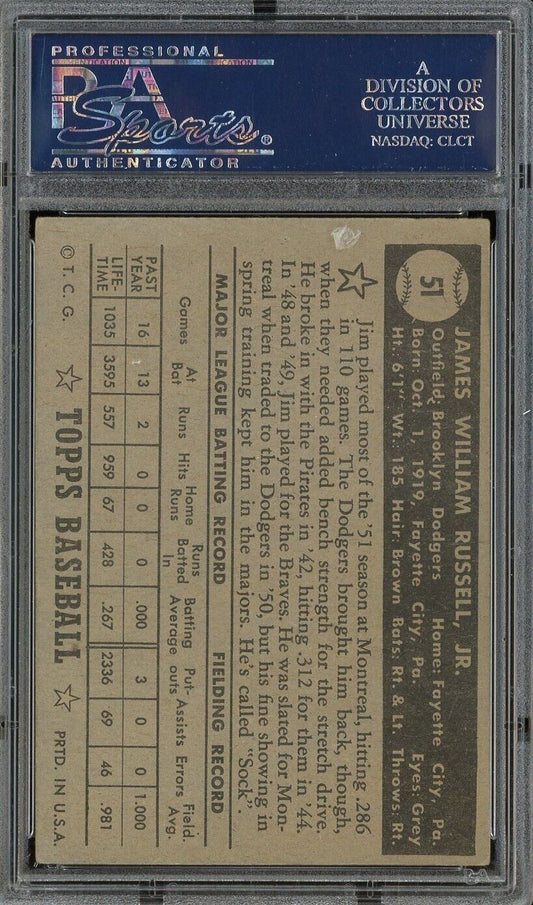 PROFESSIONAL
PSA
Sports®
AUTHENTICATOR
A
DIVISION OF
COLLECTORS
UNIVERSE
NASDAQ: CLCT
51
JAMES WILLIAM RUSSELL, JR.
Outfield: Brooklyn Dodgers Home: Fayette City, Pa.
Born: Oct. 1, 1919, Fayette City, Pa. Eyes: Grey
Ht.: 6'1" Wt.: 185 Hair: Brown Bats: Rt. & Lt. Throws: Rt.
Jim played most of the '51 season at Montreal, hitting .286
in 110 games. The Dodgers brought him back, though,
when they needed added bench strength for the stretch drive.
He broke in with the Pirates in '42, hitting .312 for them in '44.
In '48 and '49, Jim played for the Braves. He was slated for Mon-
treal when traded to the Dodgers in '50, but his fine showing in
spring training kept him in the majors. He's called "Sock".
MAJOR LEAGUE BATTING RECORD FIELDING RECORD
Games At Bat Runs Hits Home Runs Runs Batted In Batting Average Put-outs Assists Errors Field. Avg.
PAST YEAR 16 13 2 0 0 0 .000 3 0 0 1.000
LIFE-TIME 1035 3595 557 959 67 428 .267 2336 69 46 .981
© T. C. G. TOPPS BASEBALL PRTD. IN U.S.A.